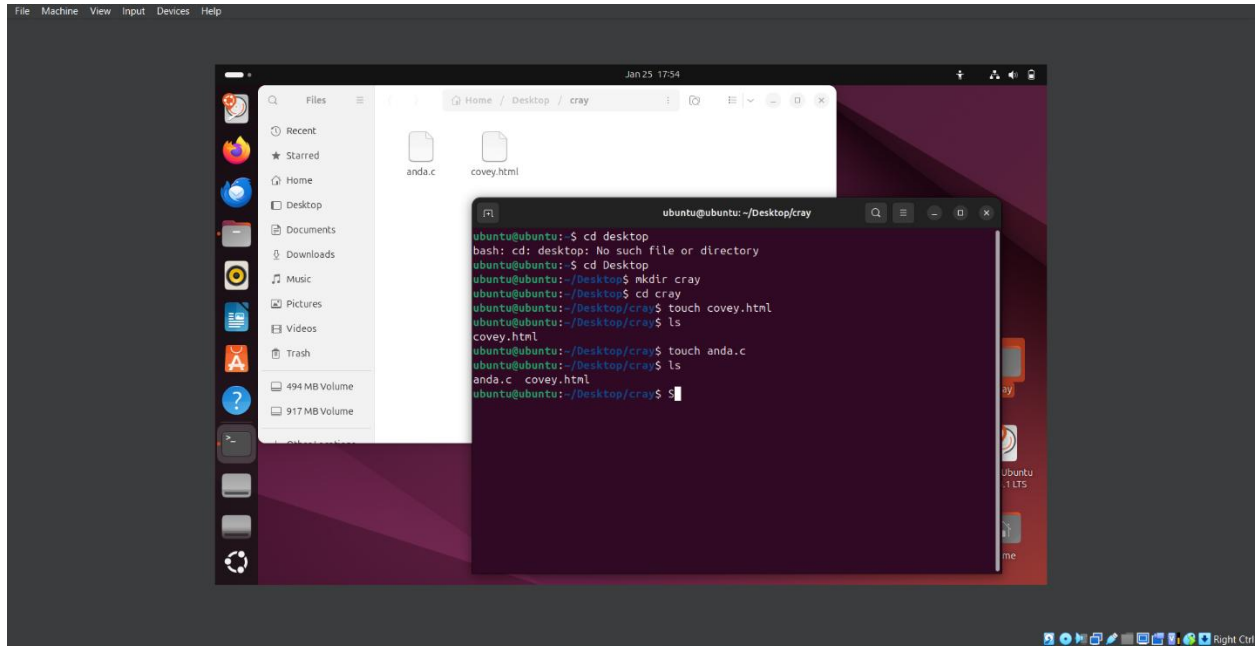 File Machine View Input Devices Help
Jan 25 17:54
Files
Home / Desktop / cray
Recent
Starred
Home
Desktop
Documents
Downloads
Music
Pictures
Videos
Trash
494 MB Volume
917 MB Volume
anda.c covey.html
ubuntu@ubuntu: ~/Desktop/cray
ubuntu@ubuntu:~$ cd desktop
bash: cd: desktop: No such file or directory
ubuntu@ubuntu:~$ cd Desktop
ubuntu@ubuntu:~/Desktop$ mkdir cray
ubuntu@ubuntu:~/Desktop$ cd cray
ubuntu@ubuntu:~/Desktop/cray$ touch covey.html
ubuntu@ubuntu:~/Desktop/cray$ ls
covey.html
ubuntu@ubuntu:~/Desktop/cray$ touch anda.c
ubuntu@ubuntu:~/Desktop/cray$ ls
anda.c covey.html
ubuntu@ubuntu:~/Desktop/cray$ S
ay
Ubuntu
.1 LTS
me
Right Ctrl